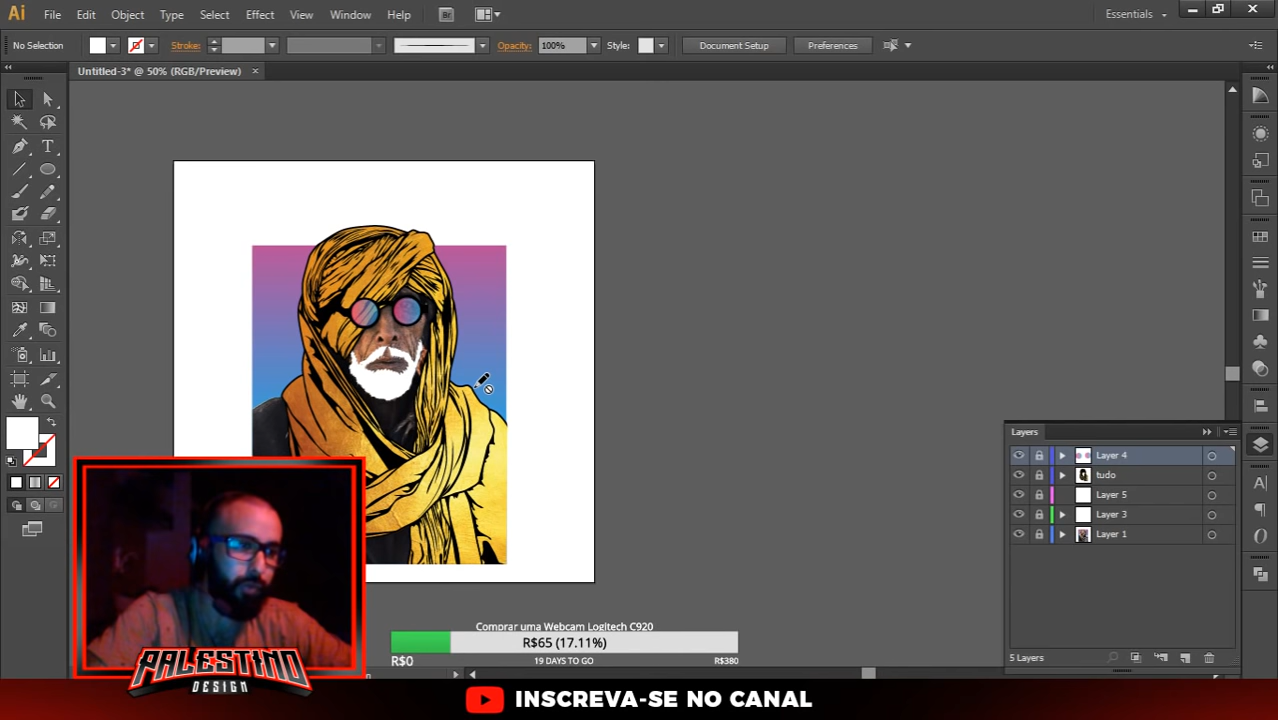 Ai File Edit Object Type Select Effect View Window Help Br Essentials
No Selection Stroke: Opacity: 100% Style: Document Setup Preferences
Untitled-3* @ 50% (RGB/Preview)
T
Layers
Layer 4
tudo
Layer 5
Layer 3
Layer 1
5 Layers
Comprar uma Webcam Logitech C920
R$65 (17.11%)
R$0 19 DAYS TO GO R$380
PALESTINO
DESIGN
INSCREVA-SE NO CANAL